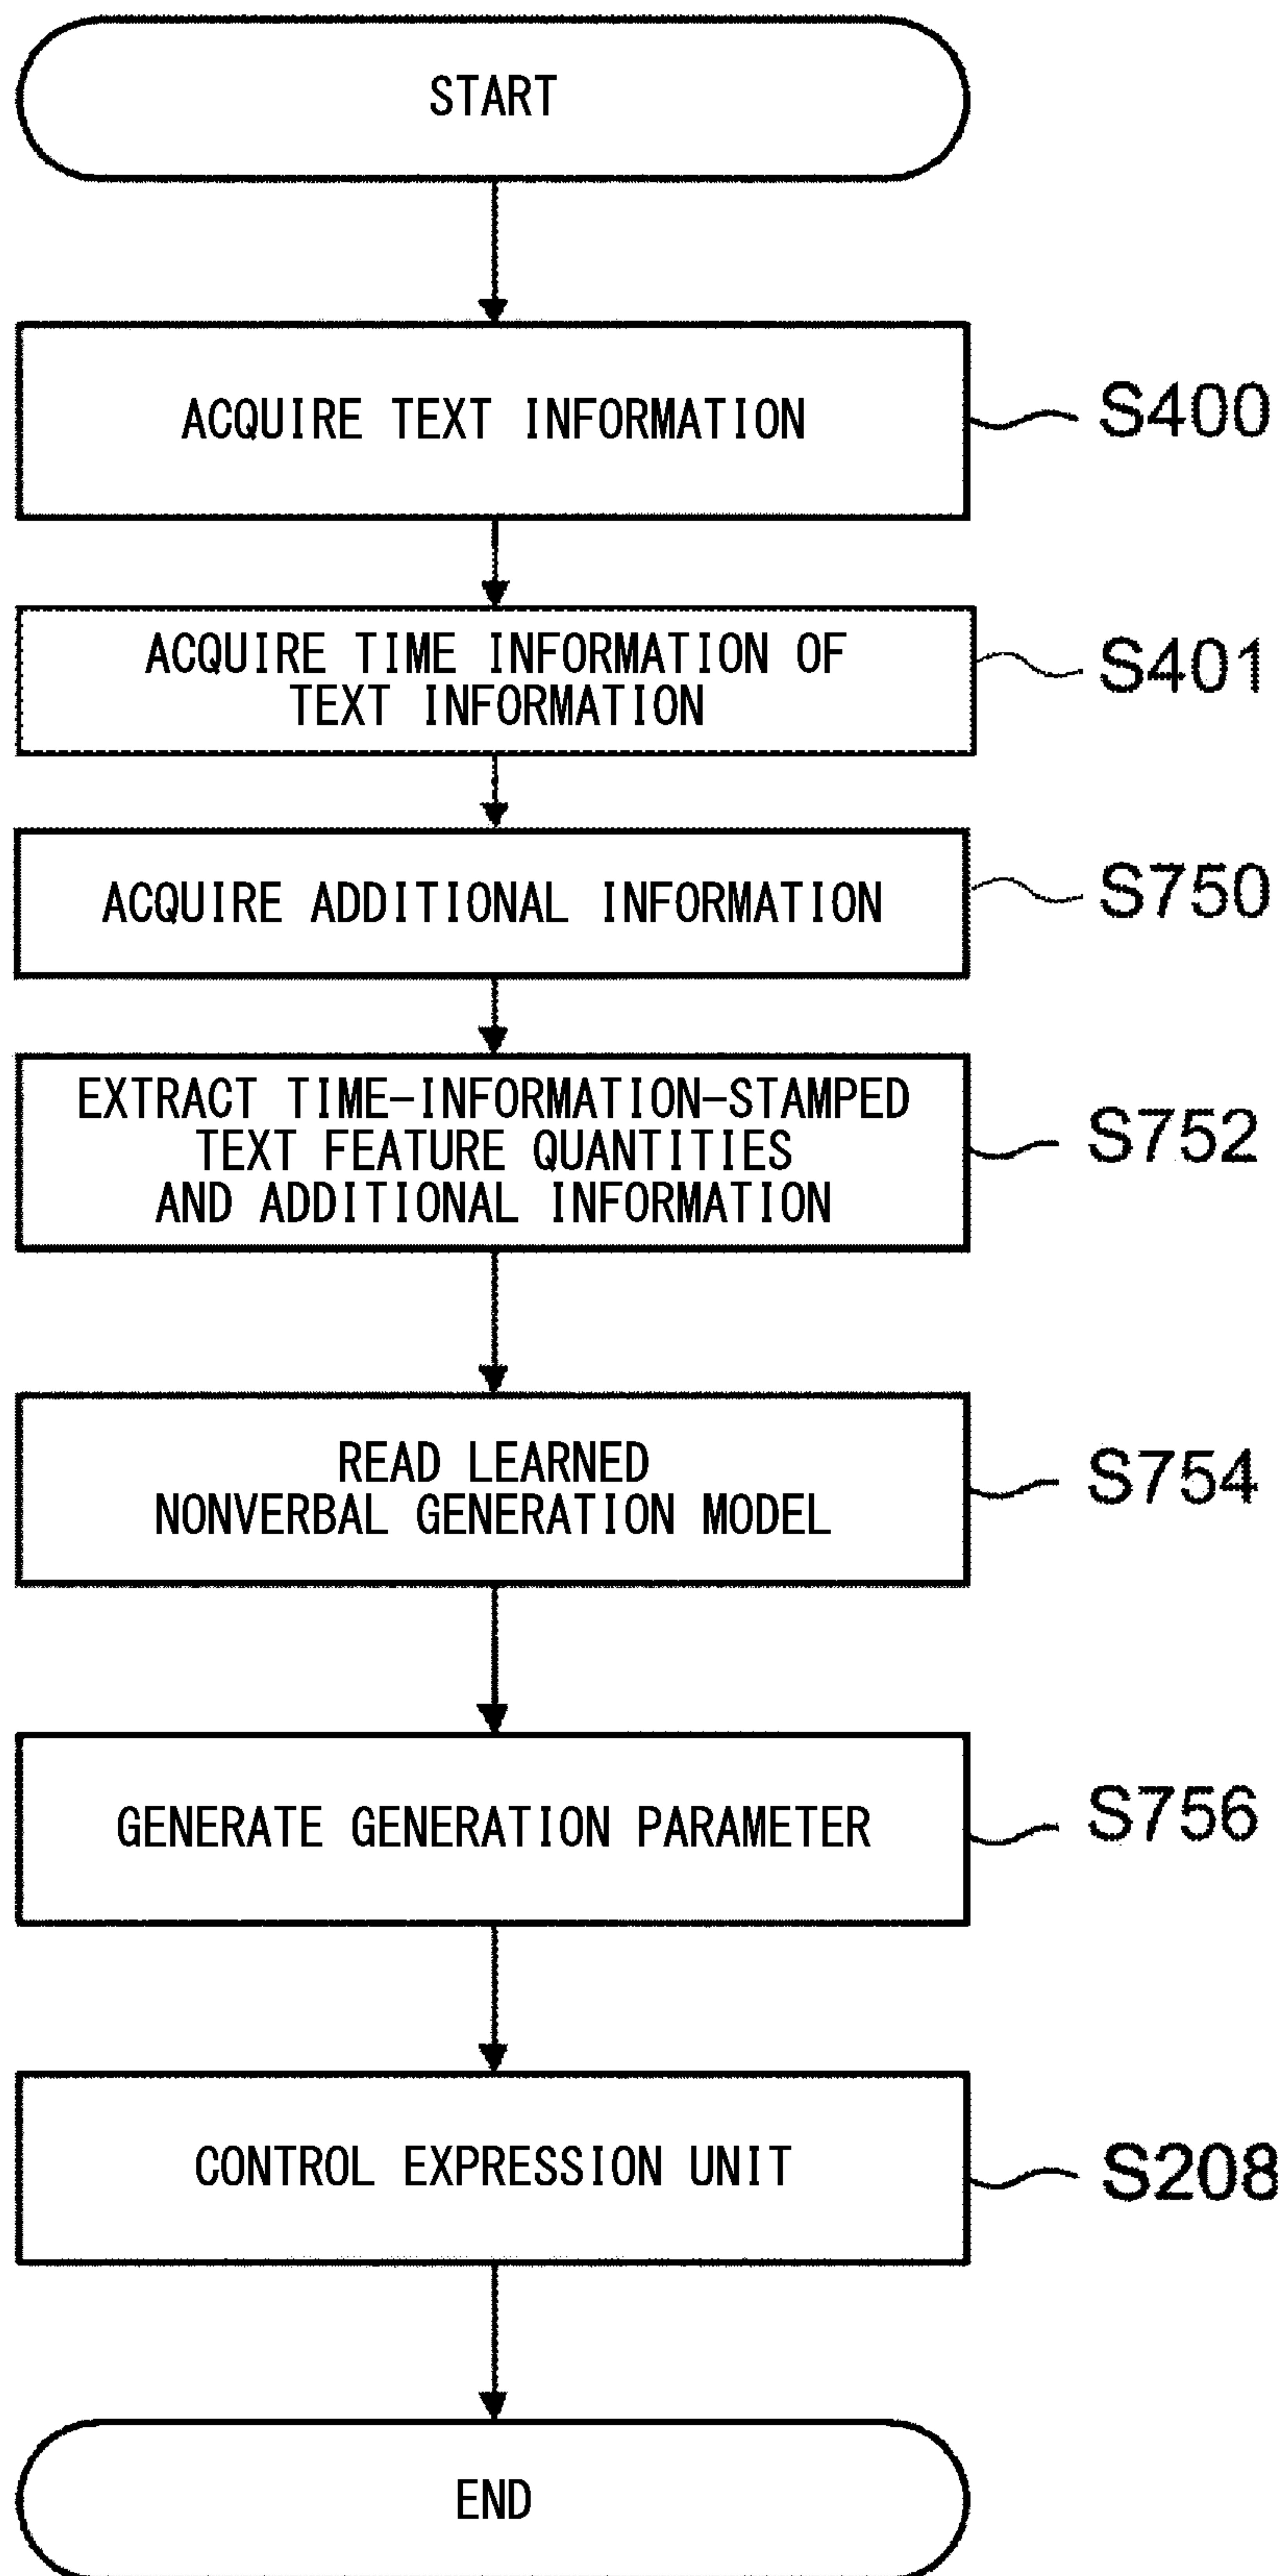 START
ACQUIRE TEXT INFORMATION
S400
ACQUIRE TIME INFORMATION OF
TEXT INFORMATION
S401
ACQUIRE ADDITIONAL INFORMATION
S750
EXTRACT TIME-INFORMATION-STAMPED
TEXT FEATURE QUANTITIES
AND ADDITIONAL INFORMATION
S752
READ LEARNED
NONVERBAL GENERATION MODEL
S754
GENERATE GENERATION PARAMETER
S756
CONTROL EXPRESSION UNIT
S208
END